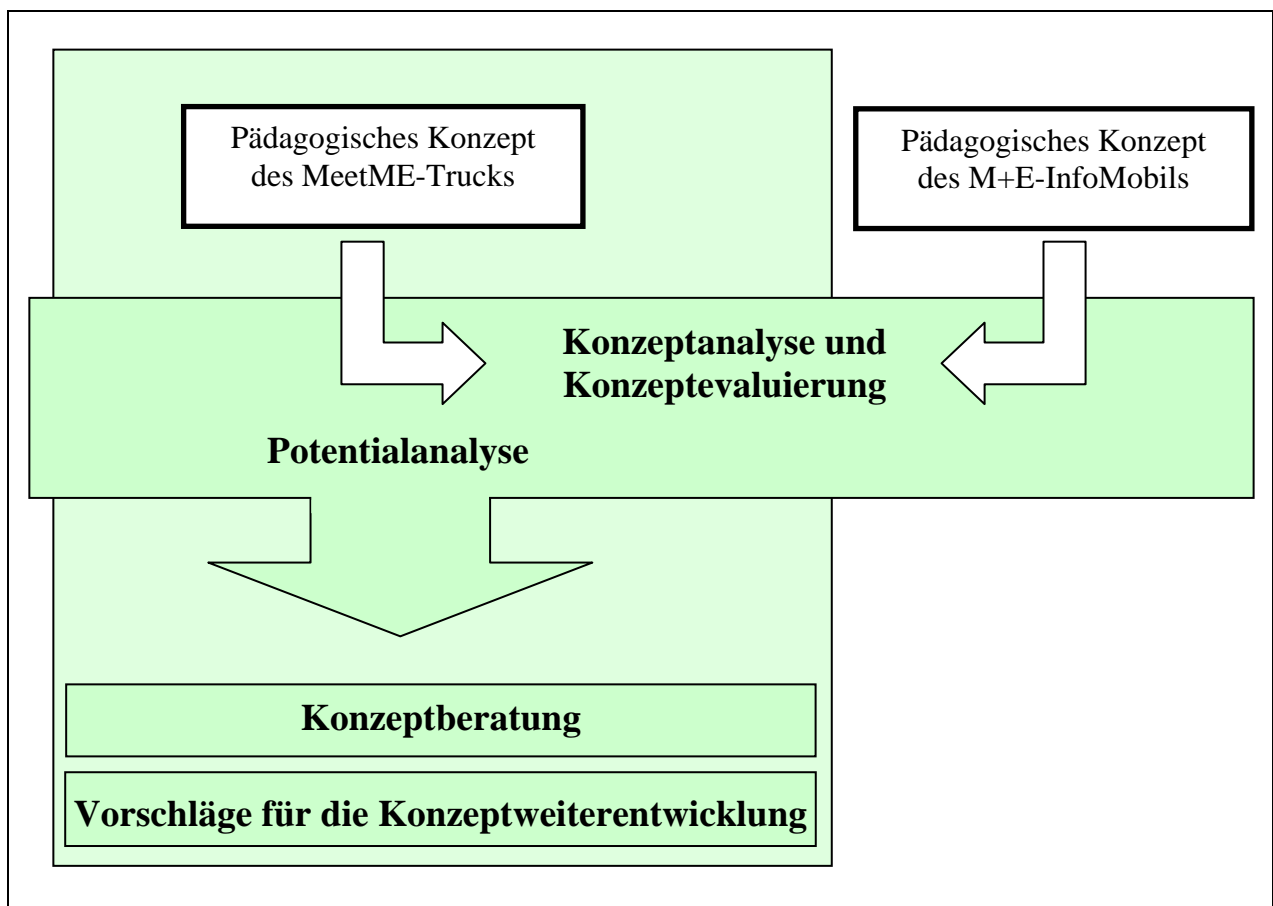 Pädagogisches Konzept
des MeetME-Trucks
Pädagogisches Konzept
des M+E-InfoMobils
Konzeptanalyse und
Konzeptevaluierung
Potentialanalyse
Konzeptberatung
Vorschläge für die Konzeptweiterentwicklung